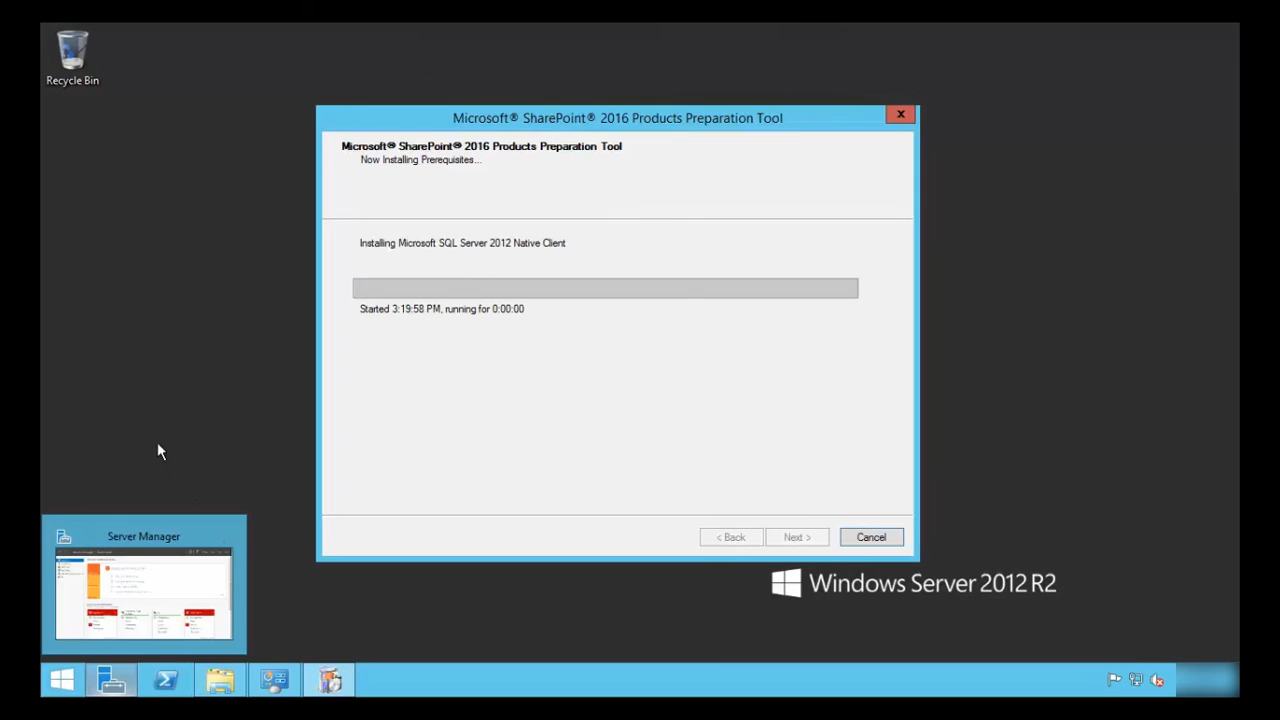 Recycle Bin
Microsoft® SharePoint® 2016 Products Preparation Tool
Microsoft® SharePoint® 2016 Products Preparation Tool
Now Installing Prerequisites...
Installing Microsoft SQL Server 2012 Native Client
Started 3:19:58 PM, running for 0:00:00
< Back
Next >
Cancel
Server Manager
Windows Server 2012 R2